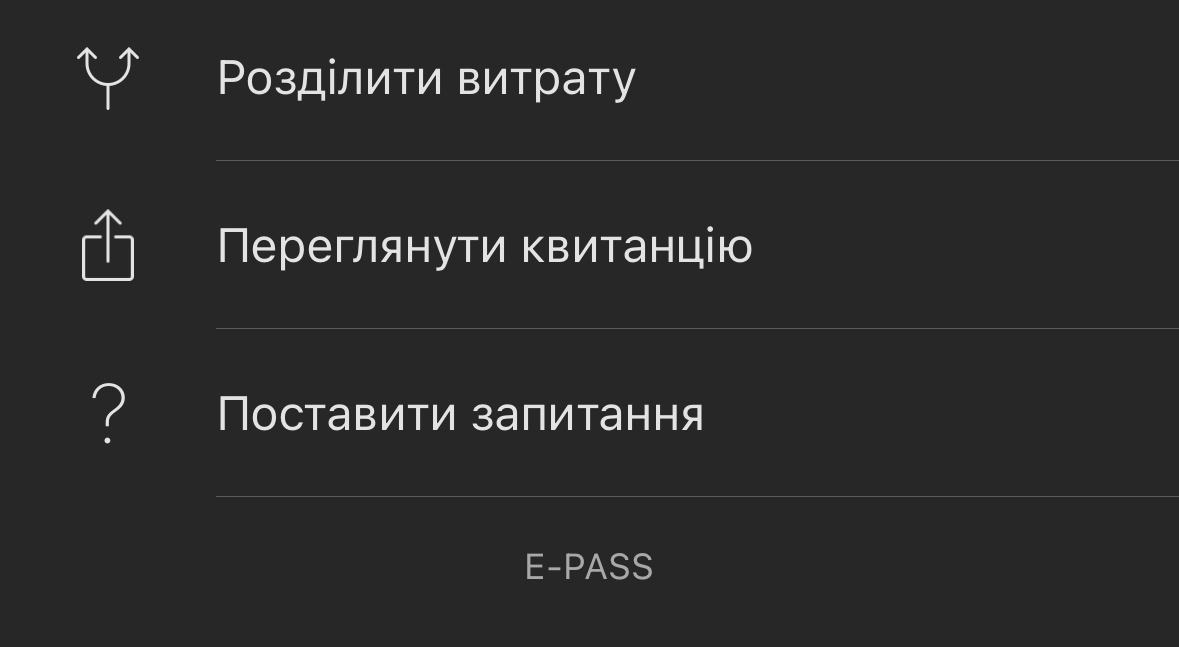 Розділити витрату
Переглянути квитанцію
Поставити запитання
E-PASS